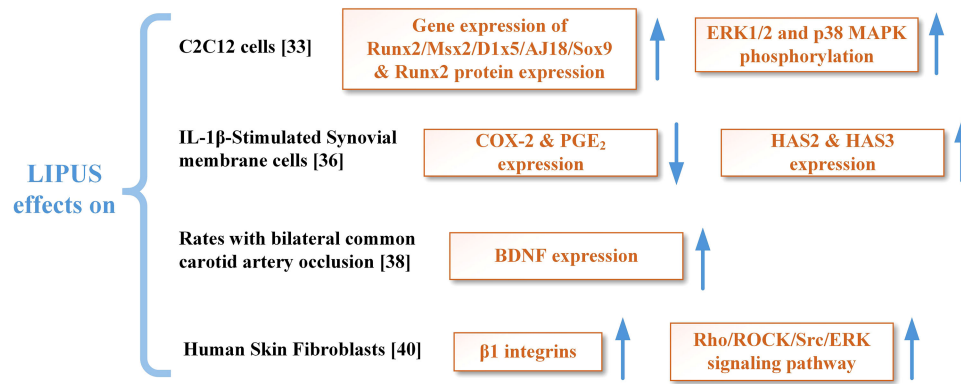 LIPUS
effects on
C2C12 cells [33]
Gene expression of
Runx2/Msx2/D1x5/AJ18/Sox9
& Runx2 protein expression
ERK1/2 and p38 MAPK
phosphorylation
IL-1β-Stimulated Synovial
membrane cells [36]
COX-2 & PGE₂
expression
HAS2 & HAS3
expression
Rates with bilateral common
carotid artery occlusion [38]
BDNF expression
Human Skin Fibroblasts [40]
β1 integrins
Rho/ROCK/Src/ERK
signaling pathway